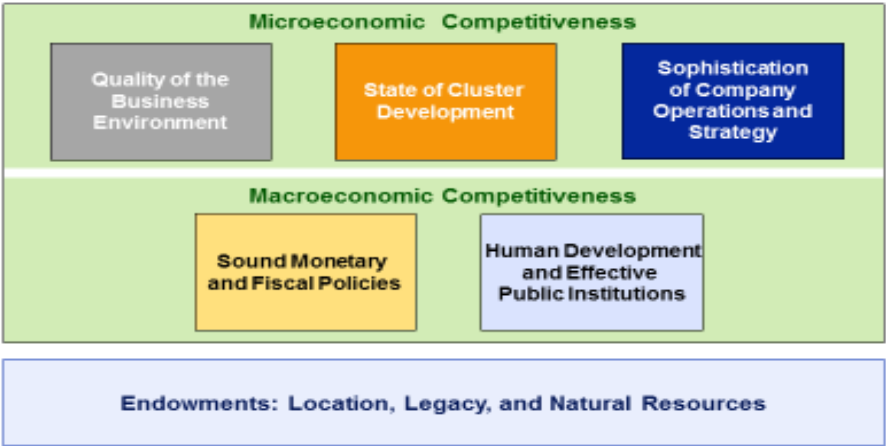 Microeconomic Competitiveness
Quality of the
Business
Environment
State of Cluster
Development
Sophistication
of Company
Operations and
Strategy
Macroeconomic Competitiveness
Sound Monetary
and Fiscal Policies
Human Development
and Effective
Public Institutions
Endowments: Location, Legacy, and Natural Resources